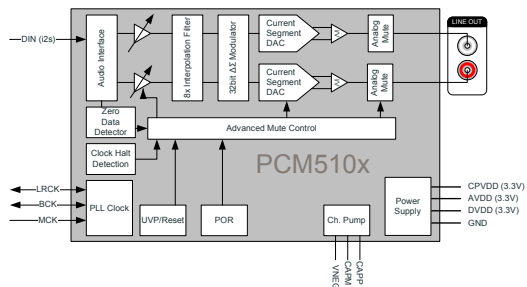 LINE OUT
DIN (i2s)
Audio Interface
8x Interpolation Filter
32bit ΔΣ Modulator
Current
Segment
DAC
Analog
Mute
Current
Segment
DAC
Analog
Mute
Zero
Data
Detector
Advanced Mute Control
Clock Halt
Detection
PCM510x
LRCK
BCK
MCK
PLL Clock
UVP/Reset
POR
Ch. Pump
Power
Supply
CPVDD (3.3V)
AVDD (3.3V)
DVDD (3.3V)
GND
VNEG
CAPM
CAPP